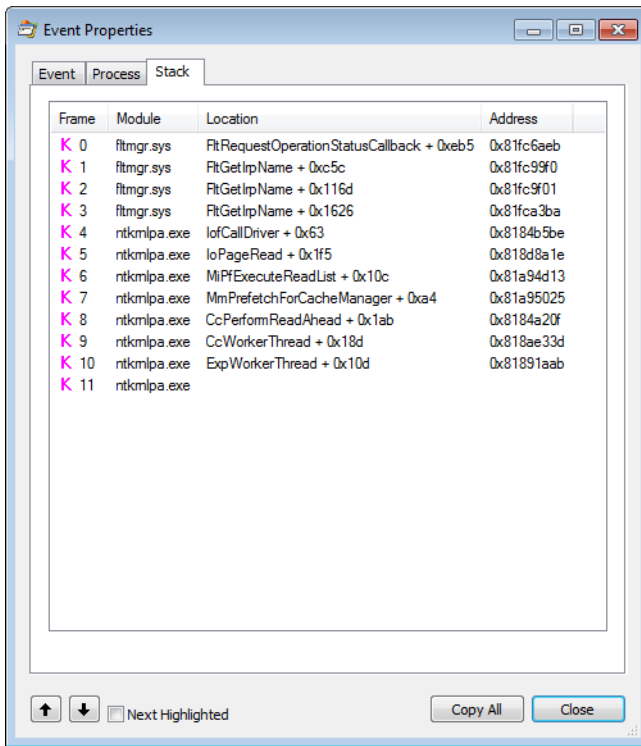 Event Properties
Event Process Stack
Frame Module Location Address
K 0 fltmgr.sys FltRequestOperationStatusCallback + 0xeb5 0x81fc6aeb
K 1 fltmgr.sys FltGetIrpName + 0xc5c 0x81fc99f0
K 2 fltmgr.sys FltGetIrpName + 0x116d 0x81fc9f01
K 3 fltmgr.sys FltGetIrpName + 0x1626 0x81fca3ba
K 4 ntkrnlpa.exe IofCallDriver + 0x63 0x8184b5be
K 5 ntkrnlpa.exe IoPageRead + 0x1f5 0x818d8a1e
K 6 ntkrnlpa.exe MiPfExecuteReadList + 0x10c 0x81a94d13
K 7 ntkrnlpa.exe MmPrefetchForCacheManager + 0xa4 0x81a95025
K 8 ntkrnlpa.exe CcPerformReadAhead + 0x1ab 0x8184a20f
K 9 ntkrnlpa.exe CcWorkerThread + 0x18d 0x818ae33d
K 10 ntkrnlpa.exe ExpWorkerThread + 0x10d 0x81891aab
K 11 ntkrnlpa.exe
Next Highlighted Copy All Close